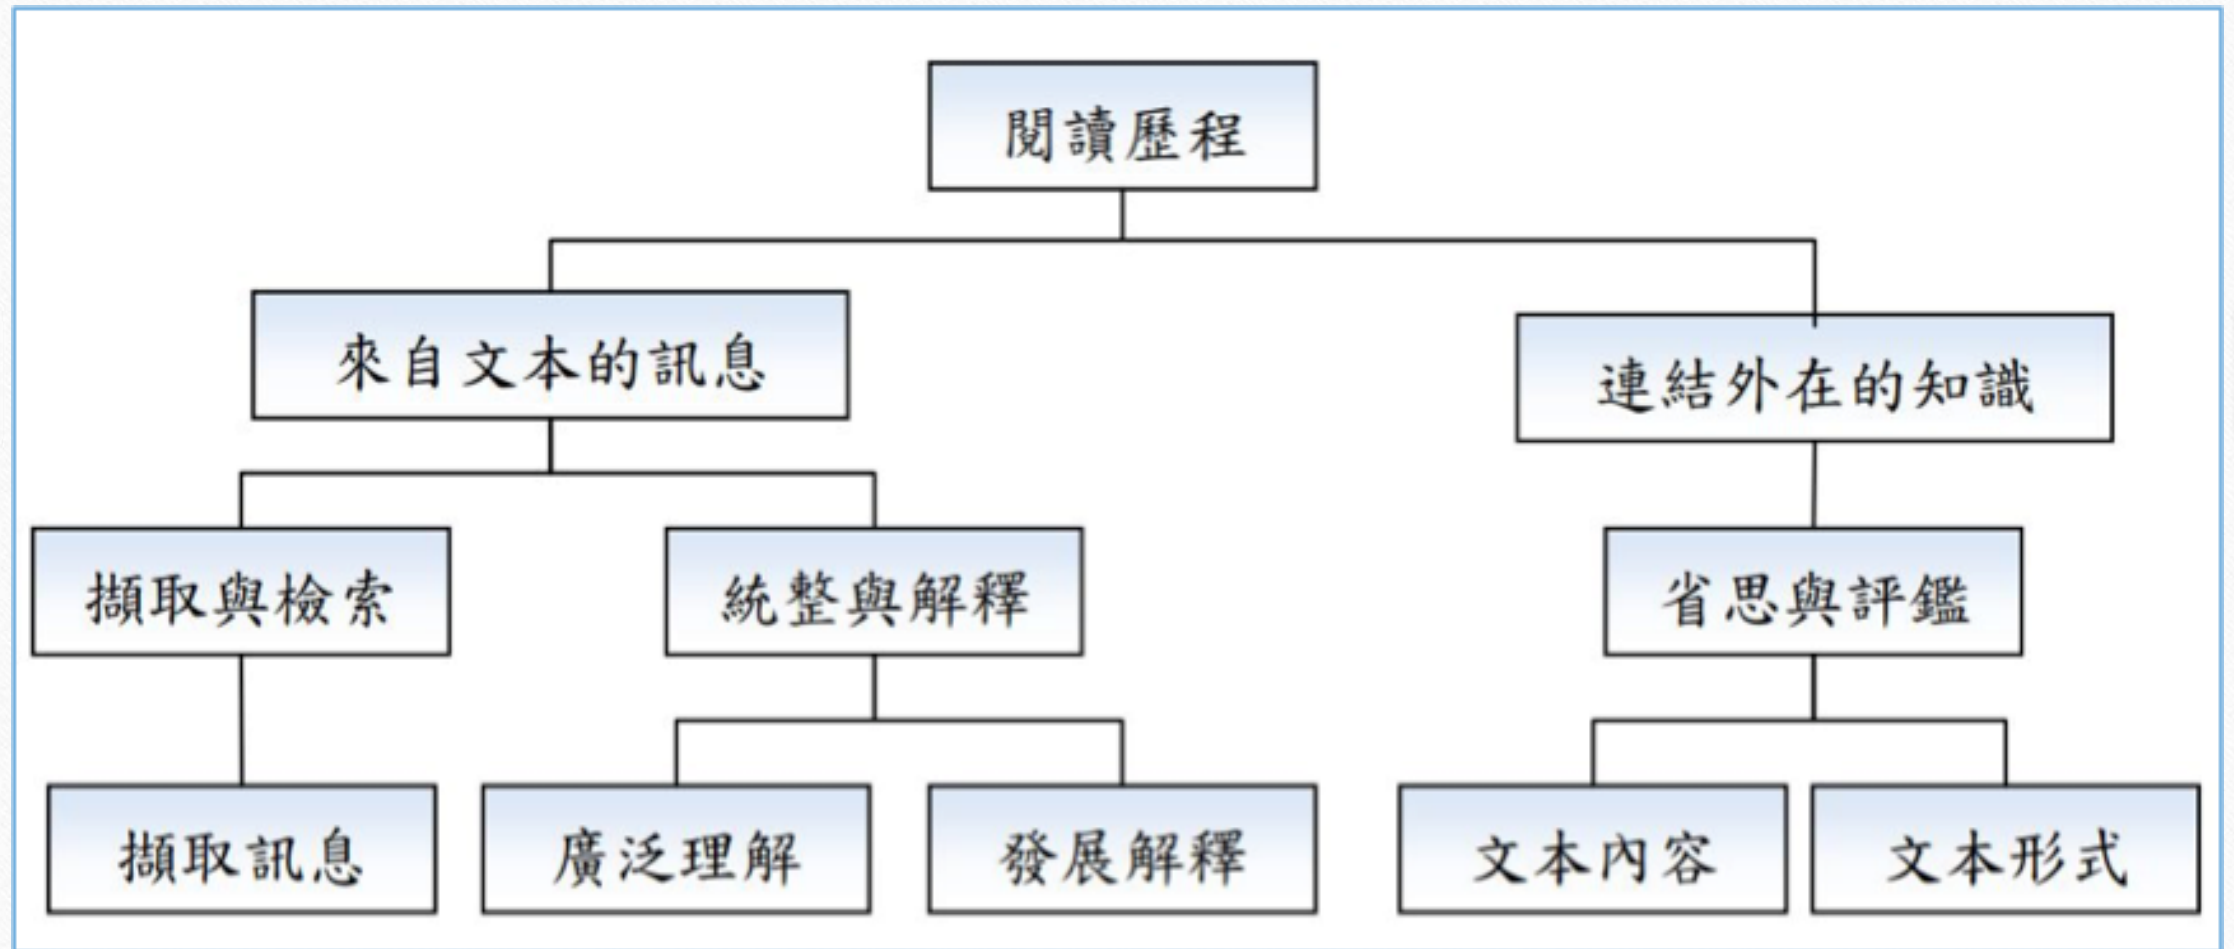 閱讀歷程
來自文本的訊息
連結外在的知識
擷取與檢索
統整與解釋
省思與評鑑
擷取訊息
廣泛理解
發展解釋
文本內容
文本形式